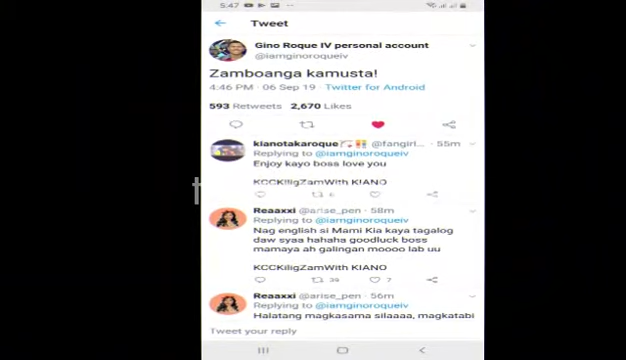 5:47
Tweet
Gino Roque IV personal account
@iamginoroqueiv
Zamboanga kamusta!
4:46 PM · 06 Sep 19 · Twitter for Android
593 Retweets 2,670 Likes
kianotakaroque @fangirl... · 55m
Replying to @iamginoroqueiv
Enjoy kayo boss love you
KCCKiligZamWith KIANO
6
Reaaxxi @arise_pen · 58m
Replying to @iamginoroqueiv
Nag english si Mami Kia kaya tagalog
daw syaa hahaha goodluck boss
mamaya ah galingan moooo lab uu
KCCKiligZamWith KIANO
39 7
Reaaxxi @arise_pen · 56m
Replying to @iamginoroqueiv
Halatang magkasama silaaaa, magkatabi
Tweet your reply